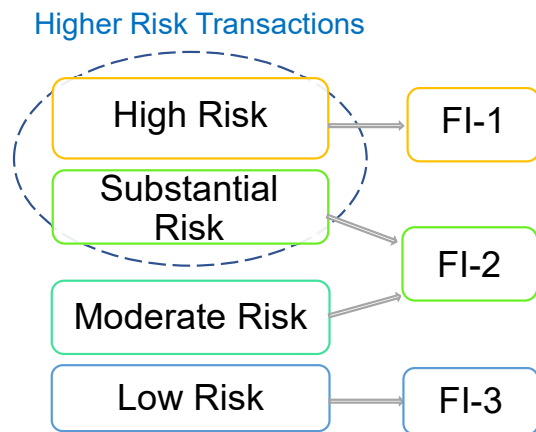 Higher Risk Transactions
High Risk
FI-1
Substantial
Risk
FI-2
Moderate Risk
Low Risk
FI-3